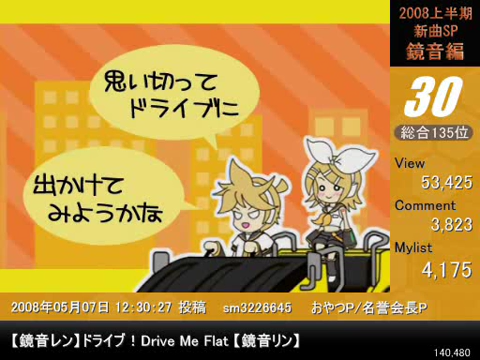 2008上半期
新曲SP
鏡音編
思い切って
ドライブに
出かけて
みようかな
30
総合135位
View
53,425
Comment
3,823
Mylist
4,175
2008年05月07日 12:30:27 投稿 sm3226645 おやつP/名誉会長P
【鏡音レン】ドライブ！Drive Me Flat【鏡音リン】
140,480